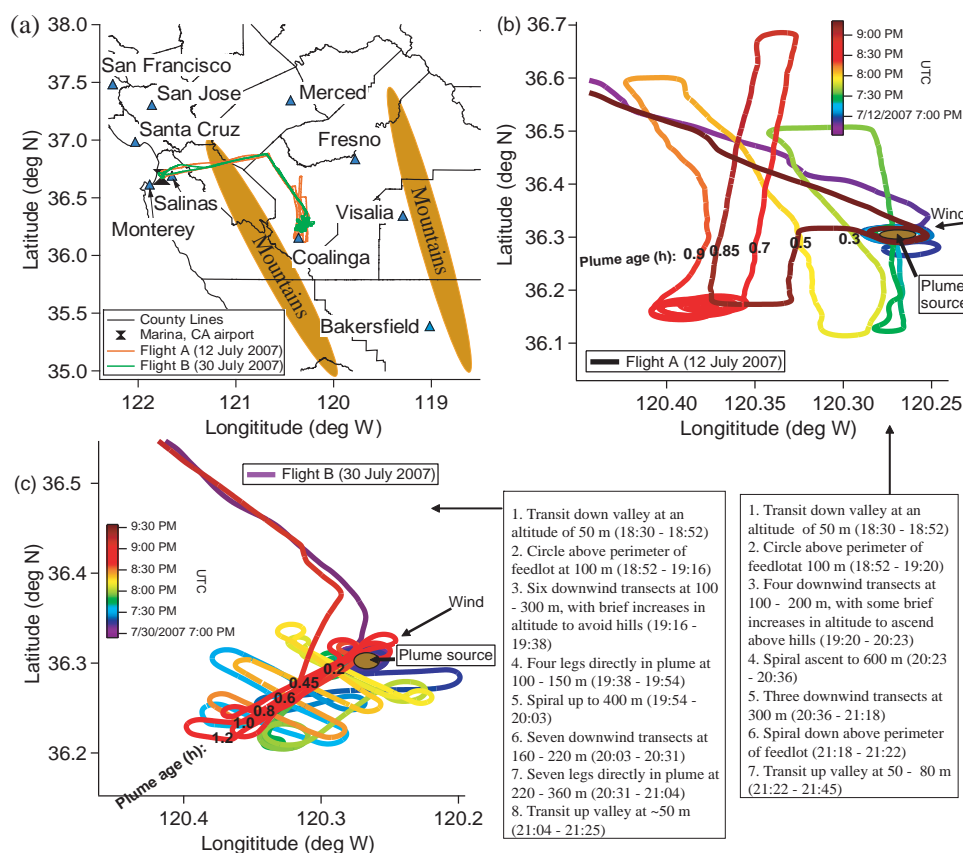 (a)
38.0
37.5
37.0
36.5
36.0
35.5
35.0
Latitude (deg N)
San Francisco
San Jose
Merced
Santa Cruz
Fresno
Salinas
Monterey
Visalia
Coalinga
Bakersfield
Mountains
Mountains
County Lines
Marina, CA airport
Flight A (12 July 2007)
Flight B (30 July 2007)
122
121
120
119
Longititude (deg W)
(b)
36.6
36.5
36.4
36.3
36.2
36.1
Latitude (deg N)
9:00 PM
8:30 PM
8:00 PM
7:30 PM
7/12/2007 7:00 PM
UTC
Wind
Plume age (h):
0.9
0.85
0.7
0.5
0.3
Plume
source
Flight A (12 July 2007)
120.40
120.35
120.30
120.25
Longititude (deg W)
(c)
36.5
36.4
36.3
36.2
Latitude (deg N)
Flight B (30 July 2007)
9:30 PM
9:00 PM
8:30 PM
8:00 PM
7:30 PM
7/30/2007 7:00 PM
UTC
Wind
Plume source
0.2
0.45
0.6
0.8
1.0
1.2
Plume age (h):
120.4
120.3
120.2
Longititude (deg W)
1. Transit down valley at an
altitude of 50 m (18:30 - 18:52)
2. Circle above perimeter of
feedlot at 100 m (18:52 - 19:16)
3. Six downwind transects at 100
- 300 m, with brief increases in
altitude to avoid hills (19:16 -
19:38)
4. Four legs directly in plume at
100 - 150 m (19:38 - 19:54)
5. Spiral up to 400 m (19:54 -
20:03)
6. Seven downwind transects at
160 - 220 m (20:03 - 20:31)
7. Seven legs directly in plume at
220 - 360 m (20:31 - 21:04)
8. Transit up valley at ~50 m
(21:04 - 21:25)
1. Transit down valley at an
altitude of 50 m (18:30 - 18:52)
2. Circle above perimeter of
feedlotat 100 m (18:52 - 19:20)
3. Four downwind transects at
100 - 200 m, with some brief
increases in altitude to ascend
above hills (19:20 - 20:23)
4. Spiral ascent to 600 m (20:23
- 20:36)
5. Three downwind transects at
300 m (20:36 - 21:18)
6. Spiral down above perimeter
of feedlot (21:18 - 21:22)
7. Transit up valley at 50 - 80 m
(21:22 - 21:45)